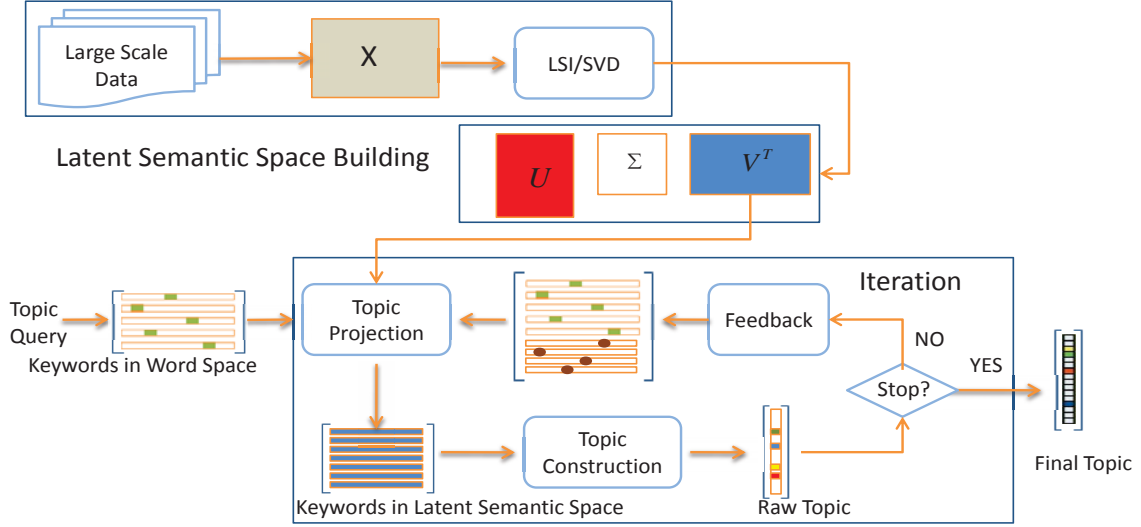 Large Scale
Data
X
LSI/SVD
Latent Semantic Space Building
U
Σ
V^T
Iteration
Topic
Query
Keywords in Word Space
Topic
Projection
Feedback
NO
YES
Stop?
Topic
Construction
Keywords in Latent Semantic Space
Raw Topic
Final Topic